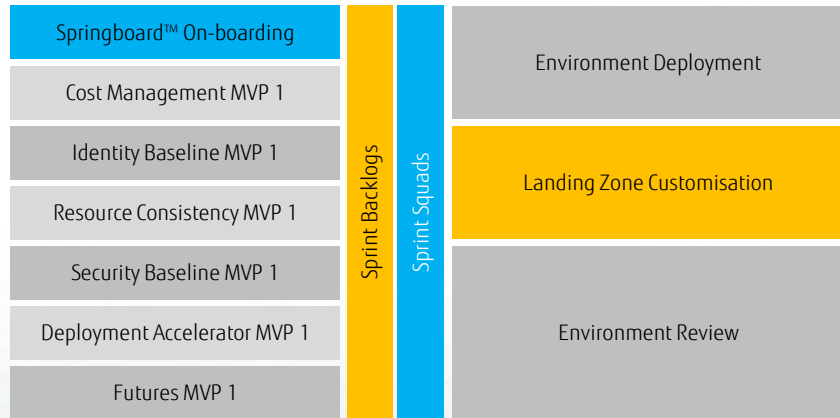 Springboard™ On-boarding
Cost Management MVP 1
Identity Baseline MVP 1
Resource Consistency MVP 1
Security Baseline MVP 1
Deployment Accelerator MVP 1
Futures MVP 1
Sprint Backlogs
Sprint Squads
Environment Deployment
Landing Zone Customisation
Environment Review